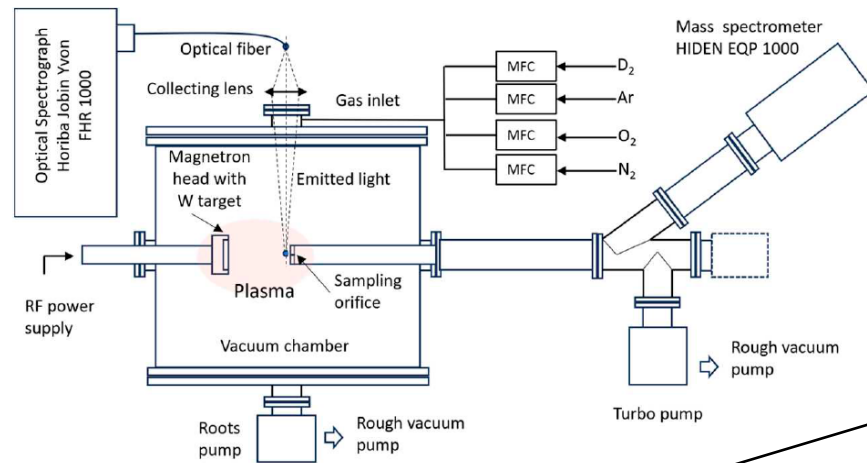 Optical Spectrograph
Horiba Jobin Yvon
FHR 1000
Optical fiber
Collecting lens
Gas inlet
MFC
D₂
MFC
Ar
MFC
O₂
MFC
N₂
Mass spectrometer
HIDEN EQP 1000
Magnetron
head with
W target
Emitted light
Plasma
Sampling
orifice
RF power
supply
Vacuum chamber
Roots
pump
Rough vacuum
pump
Turbo pump
Rough vacuum
pump